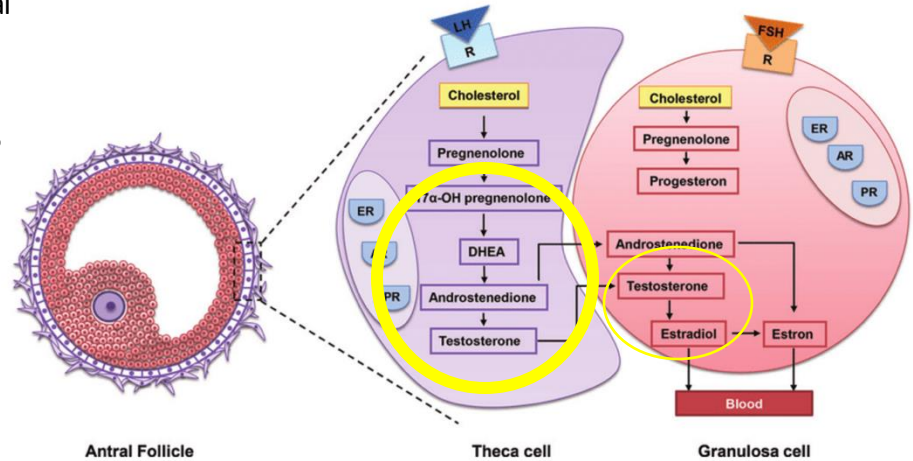 al
LH
R
Cholesterol
Pregnenolone
17α-OH pregnenolone
DHEA
Androstenedione
Testosterone
ER
PR
FSH
R
Cholesterol
Pregnenolone
Progesteron
ER
AR
PR
Androstenedione
Testosterone
Estradiol
Estron
Blood
Antral Follicle
Theca cell
Granulosa cell